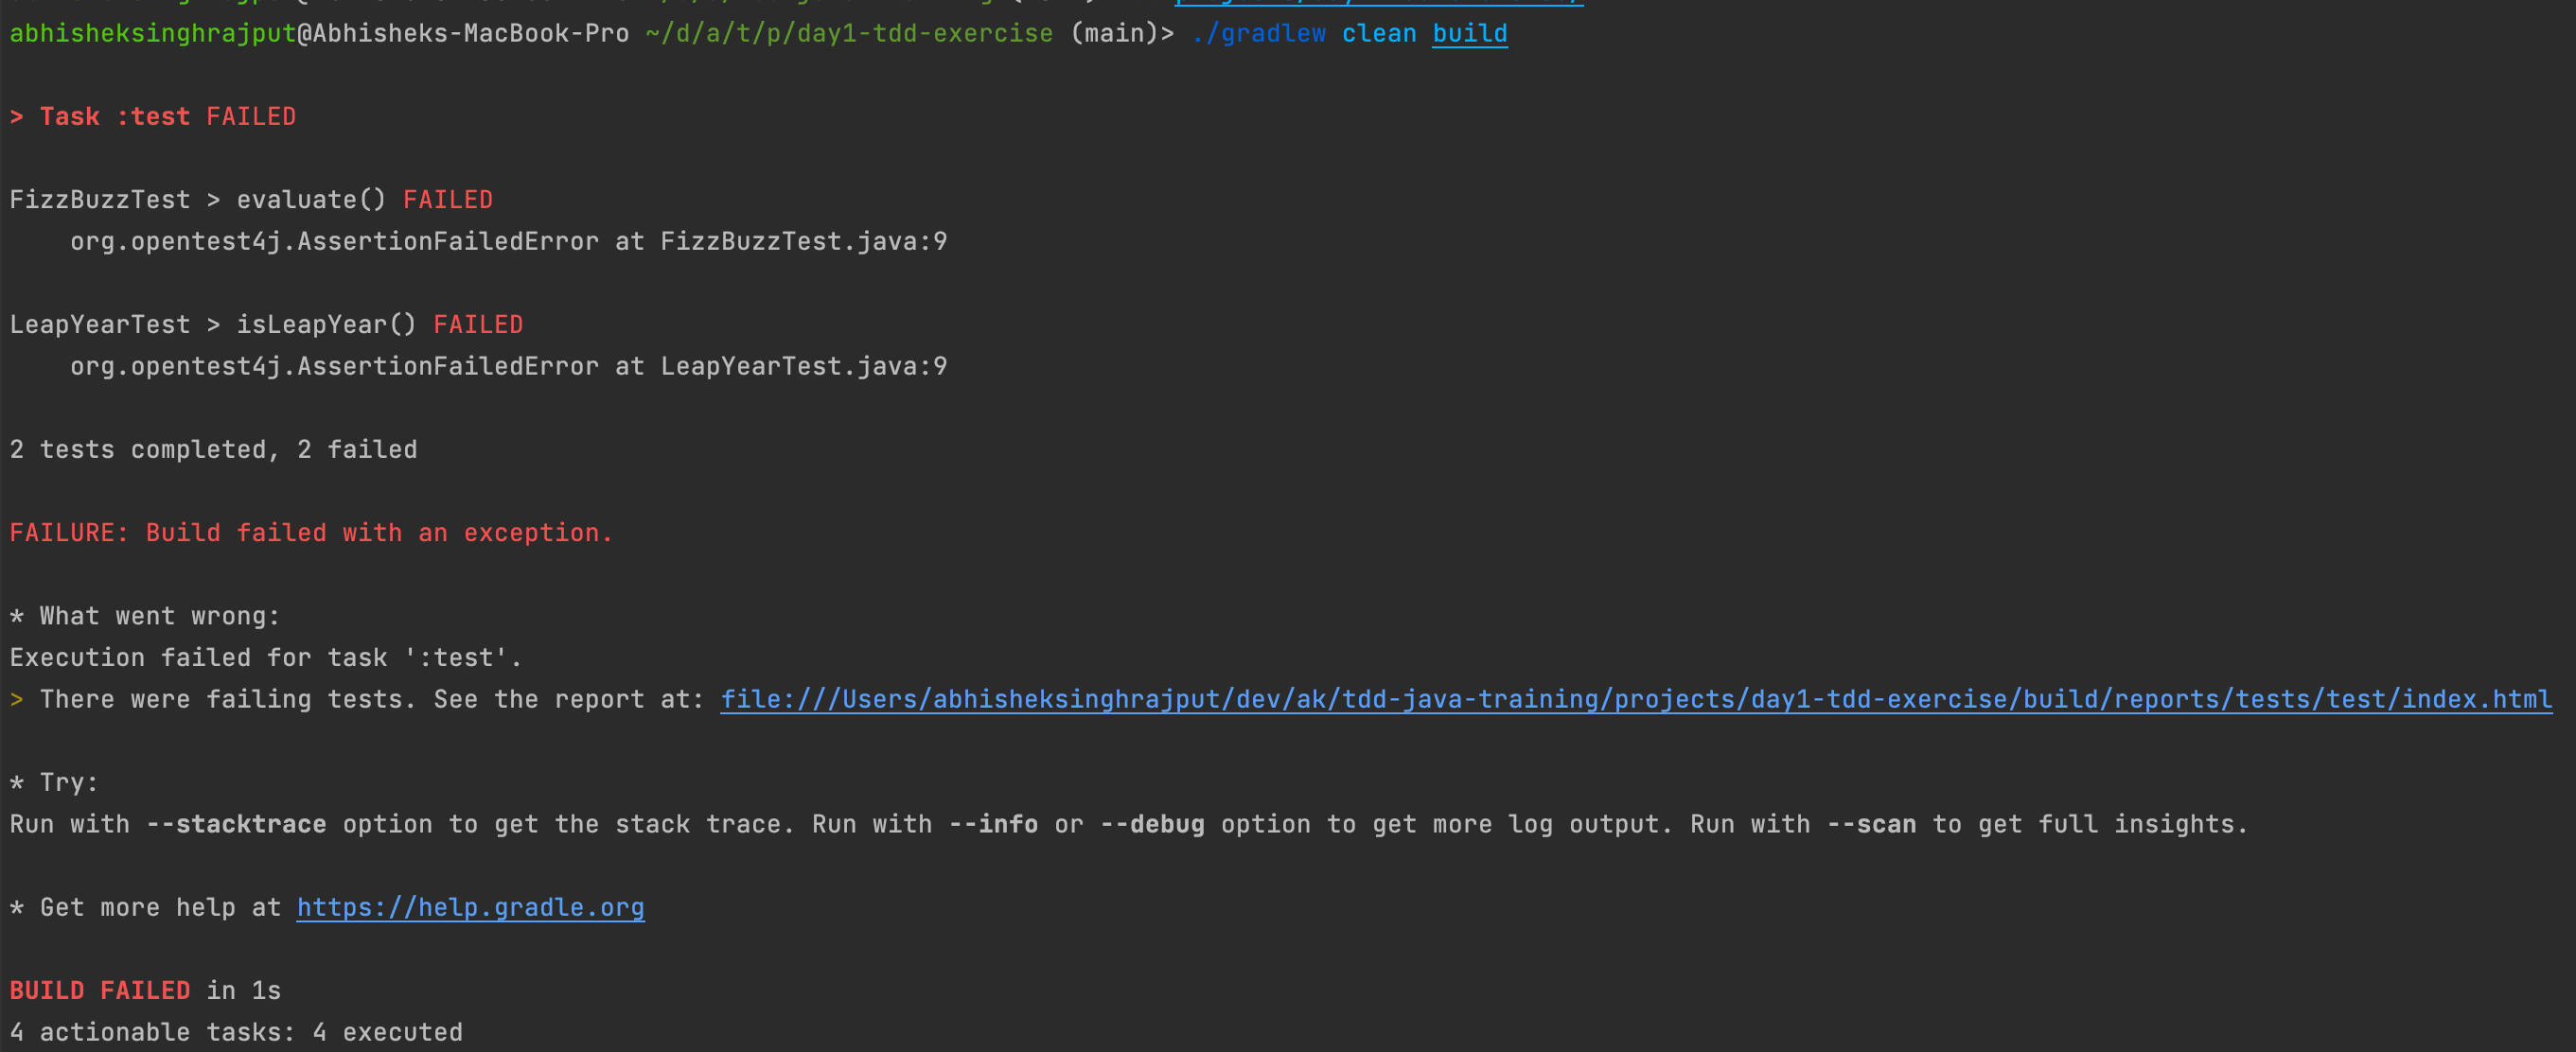 abhisheksinghrajput@Abhisheks-MacBook-Pro ~/d/a/t/p/day1-tdd-exercise (main)> ./gradlew clean build
> Task :test FAILED
FizzBuzzTest > evaluate() FAILED
org.opentest4j.AssertionFailedError at FizzBuzzTest.java:9
LeapYearTest > isLeapYear() FAILED
org.opentest4j.AssertionFailedError at LeapYearTest.java:9
2 tests completed, 2 failed
FAILURE: Build failed with an exception.
* What went wrong:
Execution failed for task ':test'.
> There were failing tests. See the report at: file:///Users/abhisheksinghrajput/dev/ak/tdd-java-training/projects/day1-tdd-exercise/build/reports/tests/test/index.html
* Try:
Run with --stacktrace option to get the stack trace. Run with --info or --debug option to get more log output. Run with --scan to get full insights.
* Get more help at https://help.gradle.org
BUILD FAILED in 1s
4 actionable tasks: 4 executed